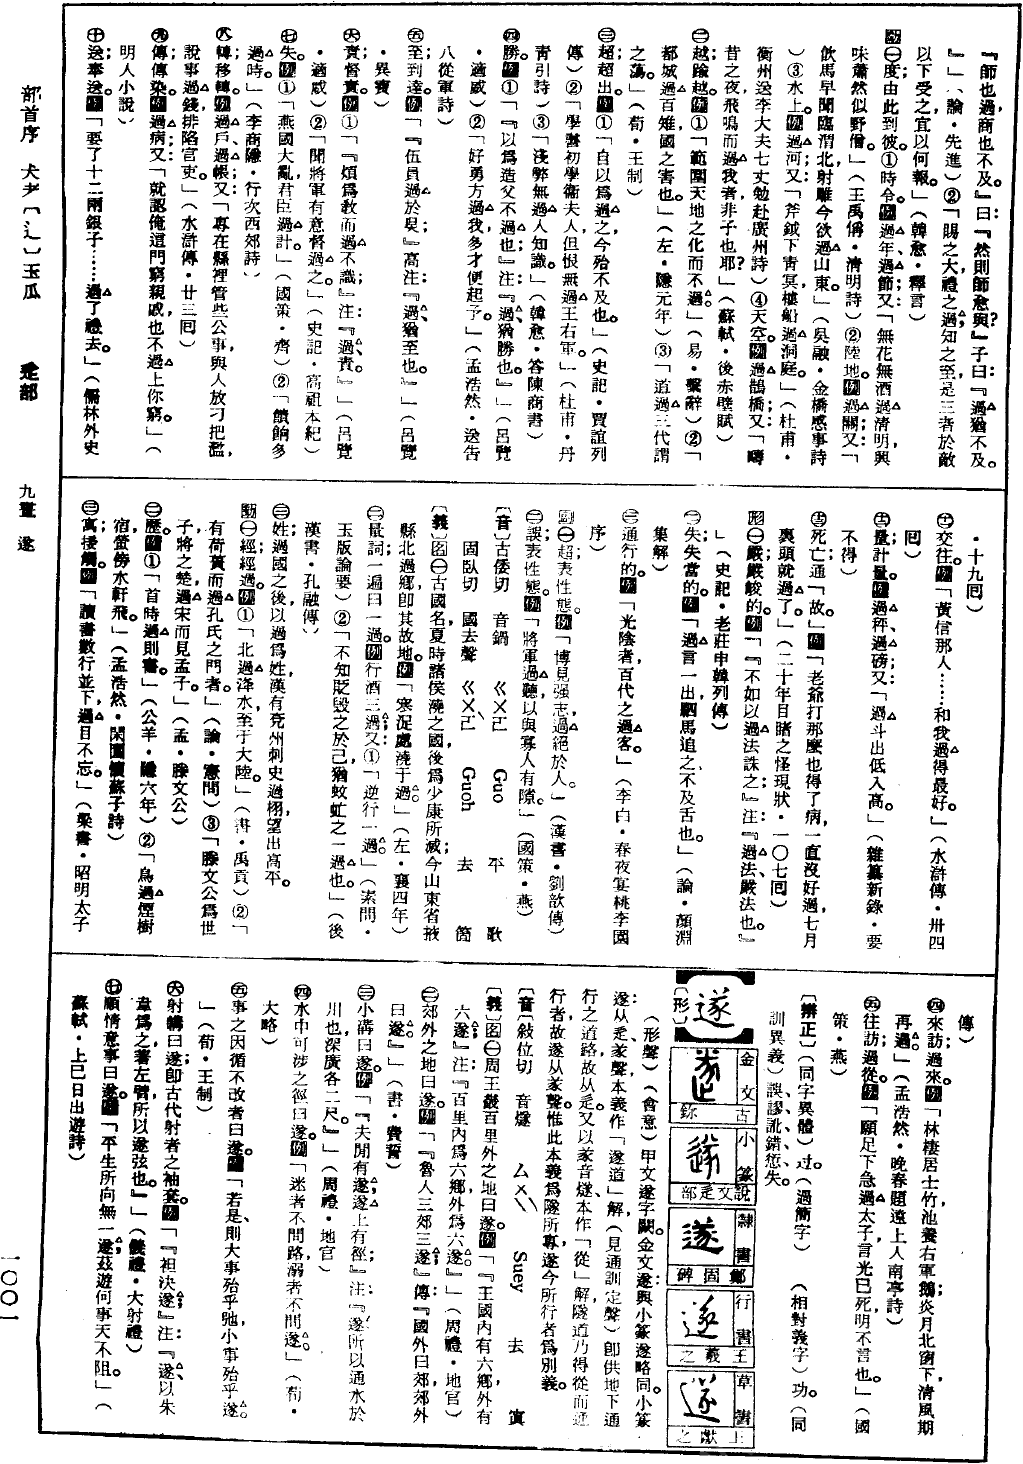 『師也過商也不及。』曰『然則師愈與?』子曰『過猶不及。
』」(論・先進)②「賜之大禮之過,知之至是三者於敵
以下受之宜以何報。」(韓愈・釋言)
動㊀度;由此到彼。①時令。例過年、過節;又:「無花無酒過清明,興
味蕭然似野僧。」(王禹偁・清明詩)②陸地。例過關;又:「
飲馬早聞臨渭北,射雕今欲過山東。」(吳融・金橋感事詩
)③水上。例過河;又:「斧鉞下靑冥,樓船過洞庭。」(杜甫・
衡州送李大夫七丈勉赴廣州詩)④天空。例過鵲橋;又:「疇
昔之夜,飛鳴而過我者非子也耶?」(蘇軾・後赤壁賦)
㊁越;踰越。例①「範圍天地之化而不過。」(易・繫辭)②「
都城過百雉,國之害也。」(左・隱元年)③「道過三代謂
之蕩。」(荀・王制)
㊂超;超出。例①「自以爲過之,今殆不及也。」(史記・賈誼列
傳)②「學書初學衞夫人,但恨無過王右軍。」(杜甫・丹
靑引詩)③「淺弊無過人知識。」(韓愈・答陳商書)
㊃勝。例①「『以爲造父不過也』注:『過猶勝也。』」(呂覽
・適威)②「好勇方過我,多才便起予。」(孟浩然・送告
八從軍詩)
㊄至;到達。例「『伍員過於吳』高注:『過猶至也。』」(呂覽
・異寶)
㊅責;督責。例①「『煩爲教而過不識』注:『過、責。』」(呂覽
・適威)②「聞將軍有意督過之。」(史記・高祖本紀)
㊆失。例①「燕國大亂,君臣過計。」(國策・齊)②「饋餉多
過時。」(李商隱・行次西郊詩)
㊇轉移;轉。例過戶、過帳;又:「專在縣裡管些公事,與人放刁把濫,
說事過錢,排陷官吏。」(水滸傳・廿三囘)
㊈傳;傳染。例過病;又:「就認俺這門窮親戚,也不過上你窮。」(
明人小說)
㊉送;奉送。例「要了十二兩銀子……過了禮去。」(儒林外史
・十九囘)
㊉㊀交往。例「黃信那人……和我過得最好。」(水滸傳・卅四
囘)
㊉㊁量;計量。例過秤、過磅;又:「過斗出低入高。」(雜纂新錄・要
不得)
㊉㊂死亡;通「故」。例「老爺打那麼也得了病,一直沒好過,七月
裏頭就過了。」(二十年目睹之怪現狀・一〇七囘)
形㊀嚴;嚴峻的。例「『不如以過法誅之』注:『過法、嚴法也。』
」(史記・老莊申韓列傳)
㊁失;失當的。例「過言一出,駟馬追之不及舌也。」(論・顏淵
集解)
㊂通行的。例「光陰者百代之過客。」(李白・春夜宴桃李園
序)
副㊀超;表性態。例「博見强志,過絕於人。」(漢書・劉歆傳)
㊁誤;表性態。例「將軍過聽,以與寡人有隙。」(國策・燕)
〔音〕古倭切 音鍋 ㄍㄨㄛ Guo 平 歌
固臥切 國去聲 ㄍㄨㄛˋ Guoh 去 箇
〔義〕名㊀古國名,夏時諸侯澆之國,後爲少康所滅,今山東省掖
縣北過鄉卽其故地。例「寒浞處澆于過。」(左・襄四年)
㊁量詞;一遍曰一過。例行酒三過;又①「逆行一過。」(素問・
玉版論要)②「不知貶毀之於己,猶蚊虻之一過也。」(後
漢書・孔融傳)
㊂姓;過國之後,以過爲姓,漢有兗州刺史過栩。望出高平。
動㊀經;經過。例①「北過洚水,至于大陸。」(書・禹貢)②「
有荷蕢而過孔氏之門者。」(論・憲問)③「滕文公爲世
子,將之楚,過宋而見孟子。」(孟・滕文公)
㊁歷。例①「首時過則書。」(公羊・隱六年)②「鳥過煙樹
宿,螢傍水軒飛。」(孟浩然・閑園懷蘇子詩)
㊂寓;接觸。例「讀書數行並下,過目不忘。」(梁書・昭明太子
傳)
㊃來訪;過來。例「林棲居士竹,池養右軍鵝,炎月北窗下,淸風期
再過。」(孟浩然・晚春題遠上人南亭詩)
㊄往訪;過從。例「願足下急過太子,言光已死,明不言也。」(國
策・燕)
〔辨正〕(同字異體)过。(過簡字) (相對義字)功。(同
訓異義)誤、謬、訛、錯、愆、失。
遂
〔形〕
金文 古鉥
小篆 說文辵部
隸書 鄭固碑
行書 王羲之
草書 王獻之
(形聲)(會意)甲文遂字闕。金文遂與小篆遂略同。小篆
遂从辵㒸聲,本義作「遂道」解(見通訓定聲)卽供地下通
行之道路,故从辵。又以㒸音燧,本作「從」解,隧道乃得從而通
行者,故遂从㒸聲。惟此本義爲隧所專,遂今所行者爲別義。
〔音〕敍位切 音燧 ㄙㄨㄟˋ Suey 去 寘
〔義〕名㊀周王畿百里外之地曰遂。例「『王國內有六鄉,外有
六遂』注:『百里內爲六鄉,外爲六遂。』」(周禮・地官)
㊁郊外之地曰遂。例「『魯人三郊三遂』傳:『國外曰郊,郊外
曰遂。』」(書・費誓)
㊂小溝曰遂。例「『夫間有遂,遂上有徑』注:『遂所以通水於
川也,深廣各二尺。』」(周禮・地官)
㊃水中可涉之徑曰遂。例「迷者不問路,溺者不問遂。」(荀・
大略)
㊄事之因循不改者曰遂。例「若是,則大事殆乎弛,小事殆乎遂。
」(荀・王制)
㊅射鞲曰遂,卽古代射者之袖套。例「『袒決遂』注:『遂、以朱
韋爲之,著左臂,所以遂弦也。』」(儀禮・大射禮)
㊆順情意事曰遂。例「平生所向無一遂,茲遊何事天不阻。」(
蘇軾・上巳日出遊詩)
部首序 犬歺〔辶〕玉瓜 辵部 九畫 遂
一〇〇一